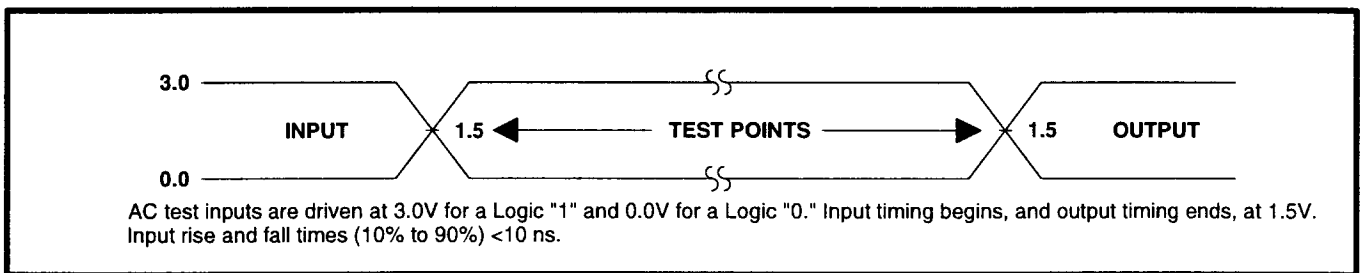 3.0
INPUT 1.5 TEST POINTS 1.5 OUTPUT
0.0
AC test inputs are driven at 3.0V for a Logic "1" and 0.0V for a Logic "0." Input timing begins, and output timing ends, at 1.5V.
Input rise and fall times (10% to 90%) <10 ns.